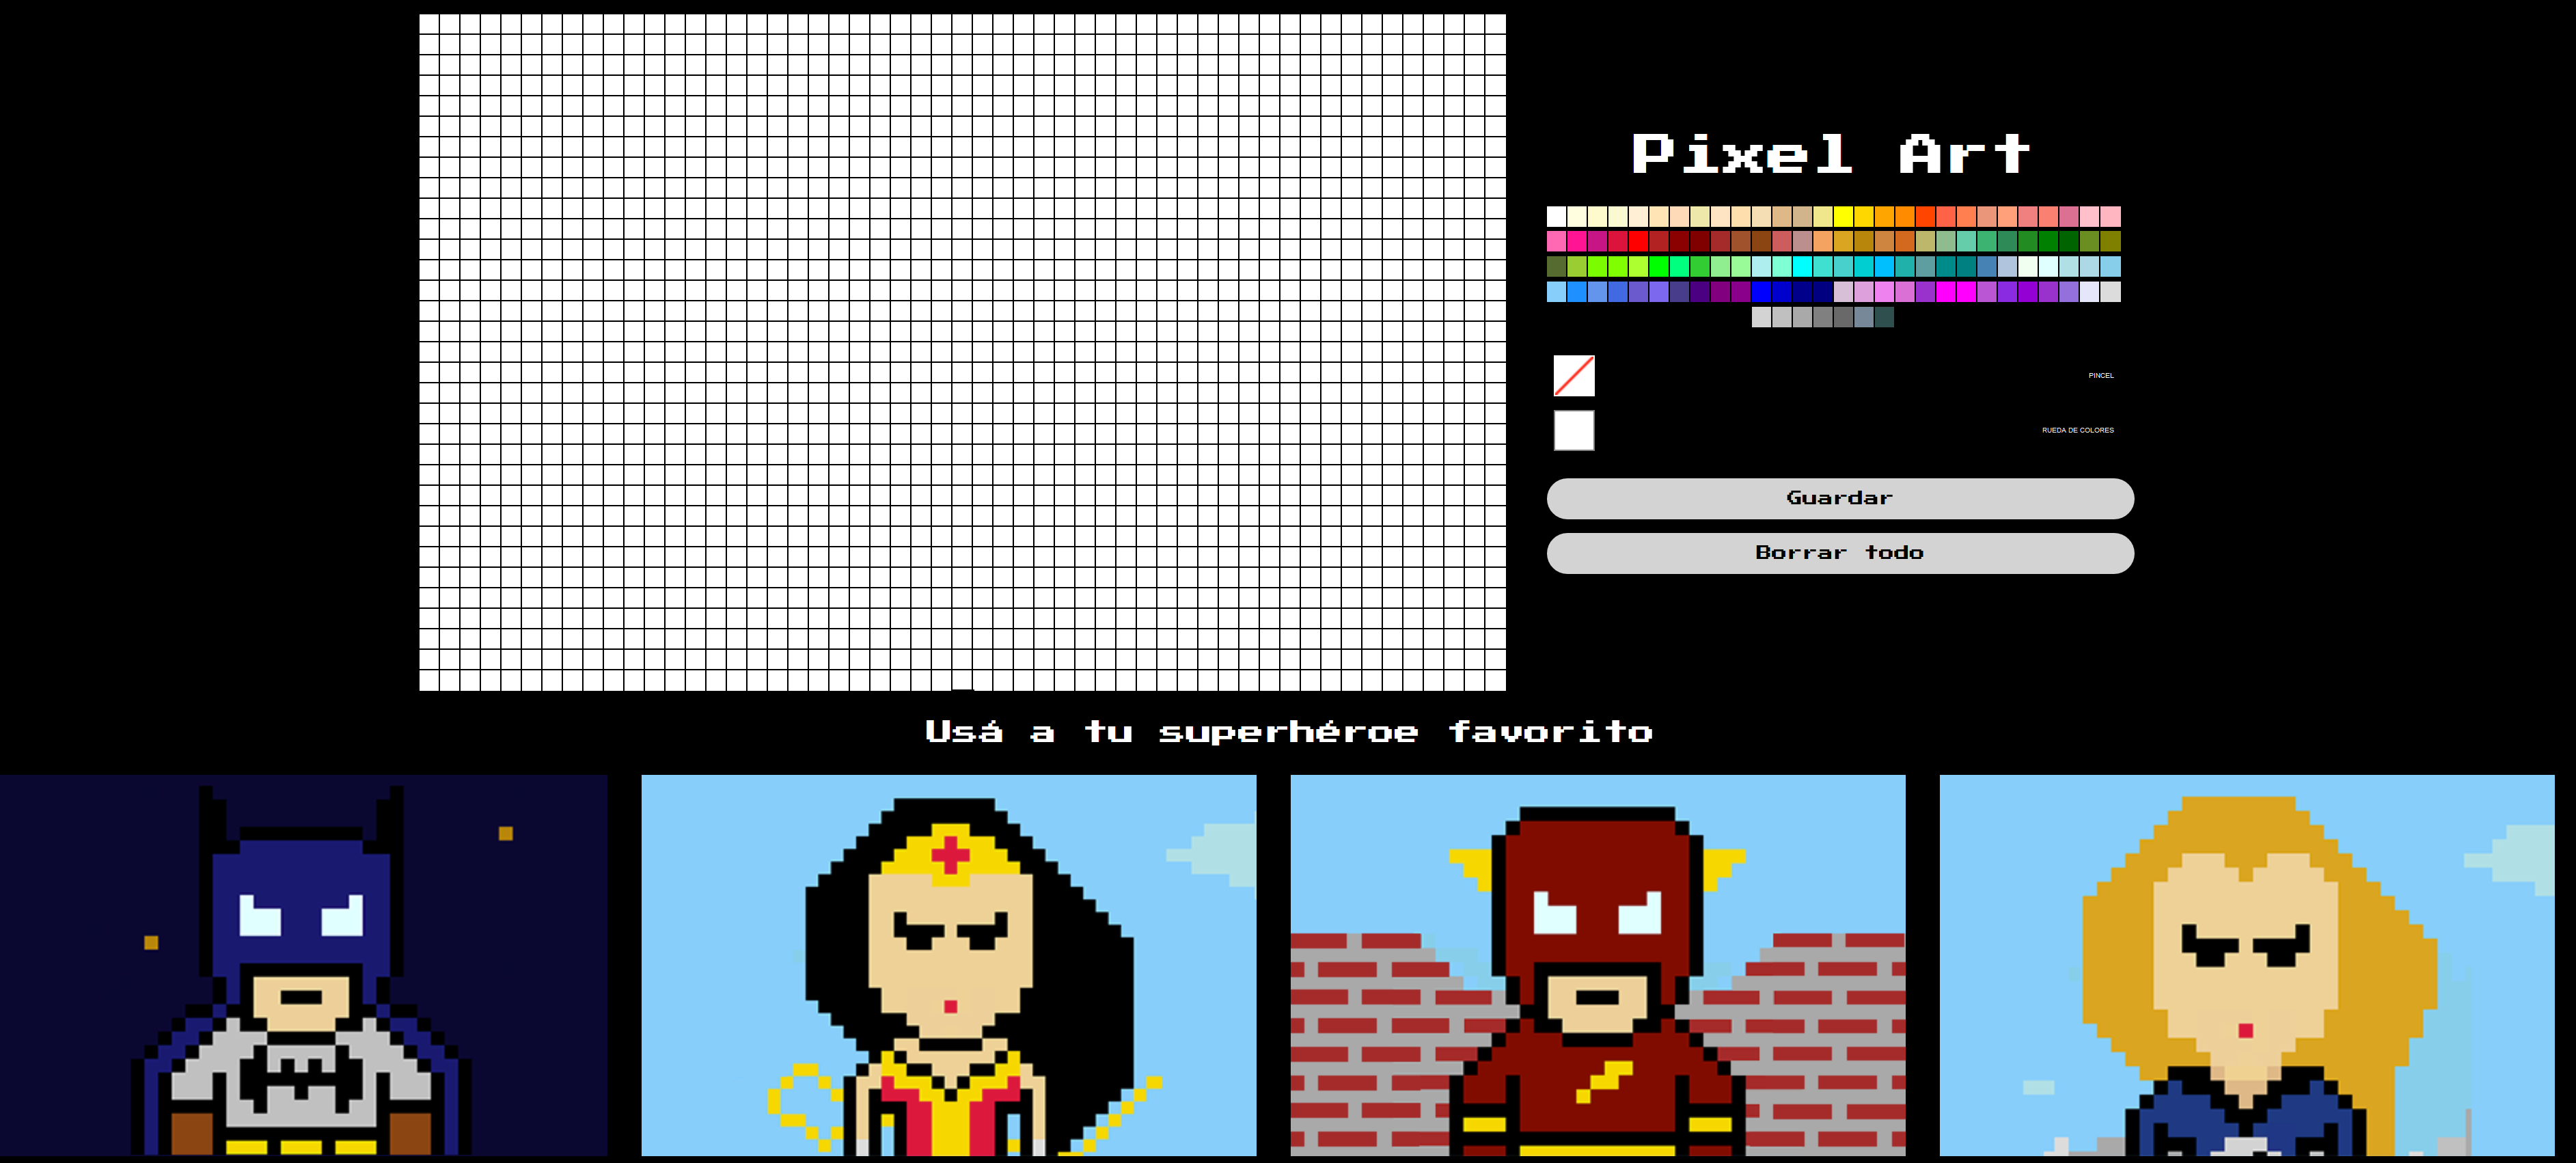 Pixel Art
PINCEL
RUEDA DE COLORES
Guardar
Borrar todo
Usá a tu superhéroe favorito